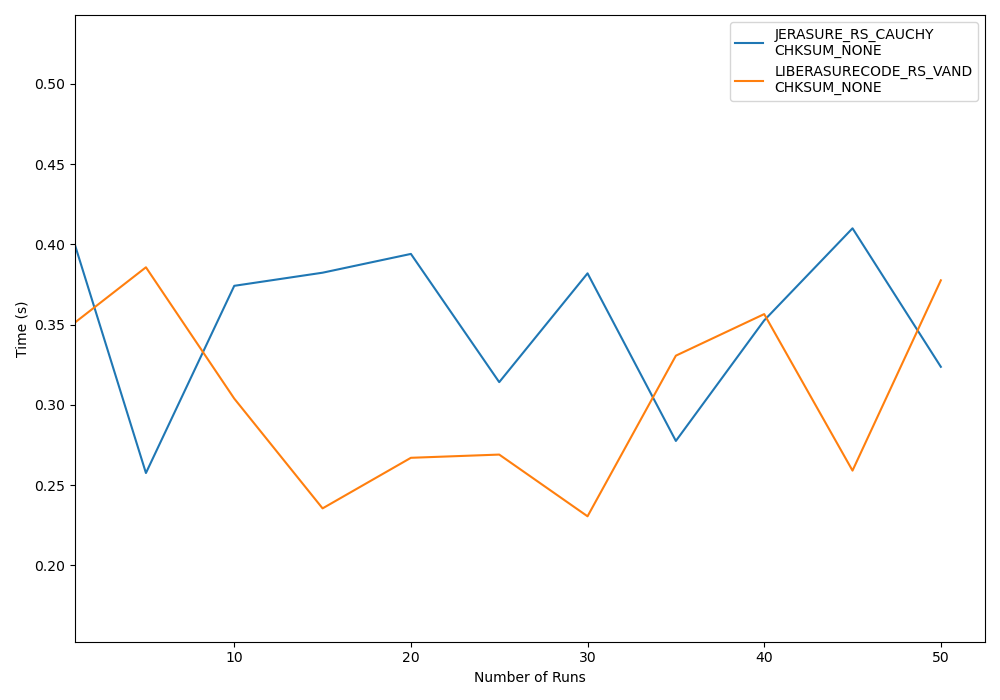 JERASURE_RS_CAUCHY
CHKSUM_NONE
LIBERASURECODE_RS_VAND
CHKSUM_NONE
0.50
0.45
0.40
0.35
0.30
0.25
0.20
Time (s)
10 20 30 40 50
Number of Runs